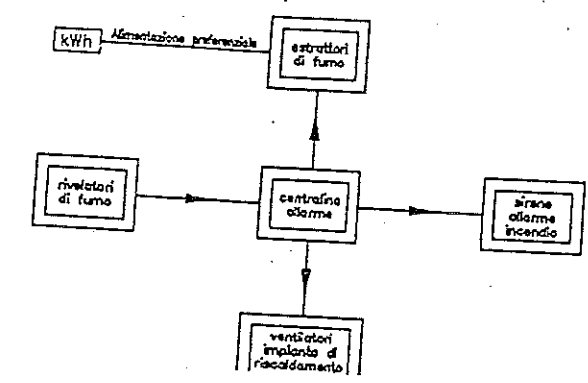 kWh
Alimentazione preferenziale
estrattori
di fumo
rivelatori
di fumo
centralina
allarme
sirene
allarme
incendio
ventilatori
impianto di
riscaldamento